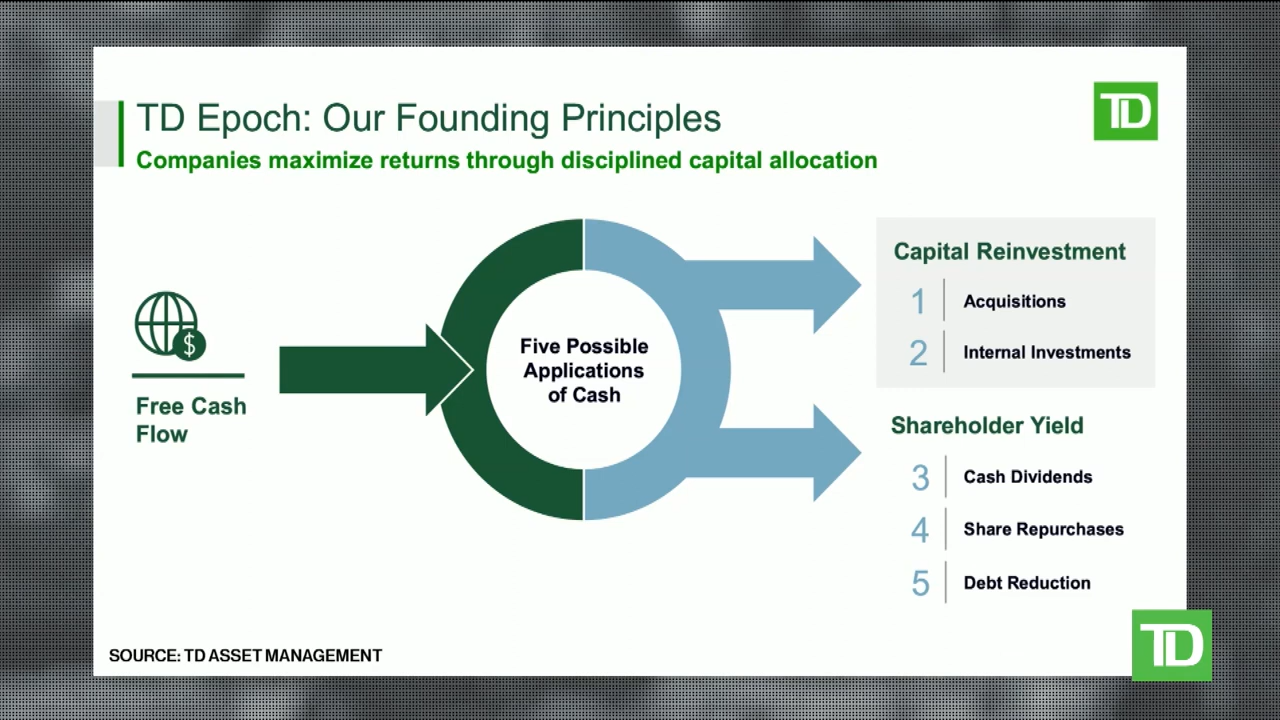 TD Epoch: Our Founding Principles
TD
Companies maximize returns through disciplined capital allocation
$
Free Cash
Flow
Five Possible
Applications
of Cash
Capital Reinvestment
1 Acquisitions
2 Internal Investments
Shareholder Yield
3 Cash Dividends
4 Share Repurchases
5 Debt Reduction
SOURCE: TD ASSET MANAGEMENT
TD